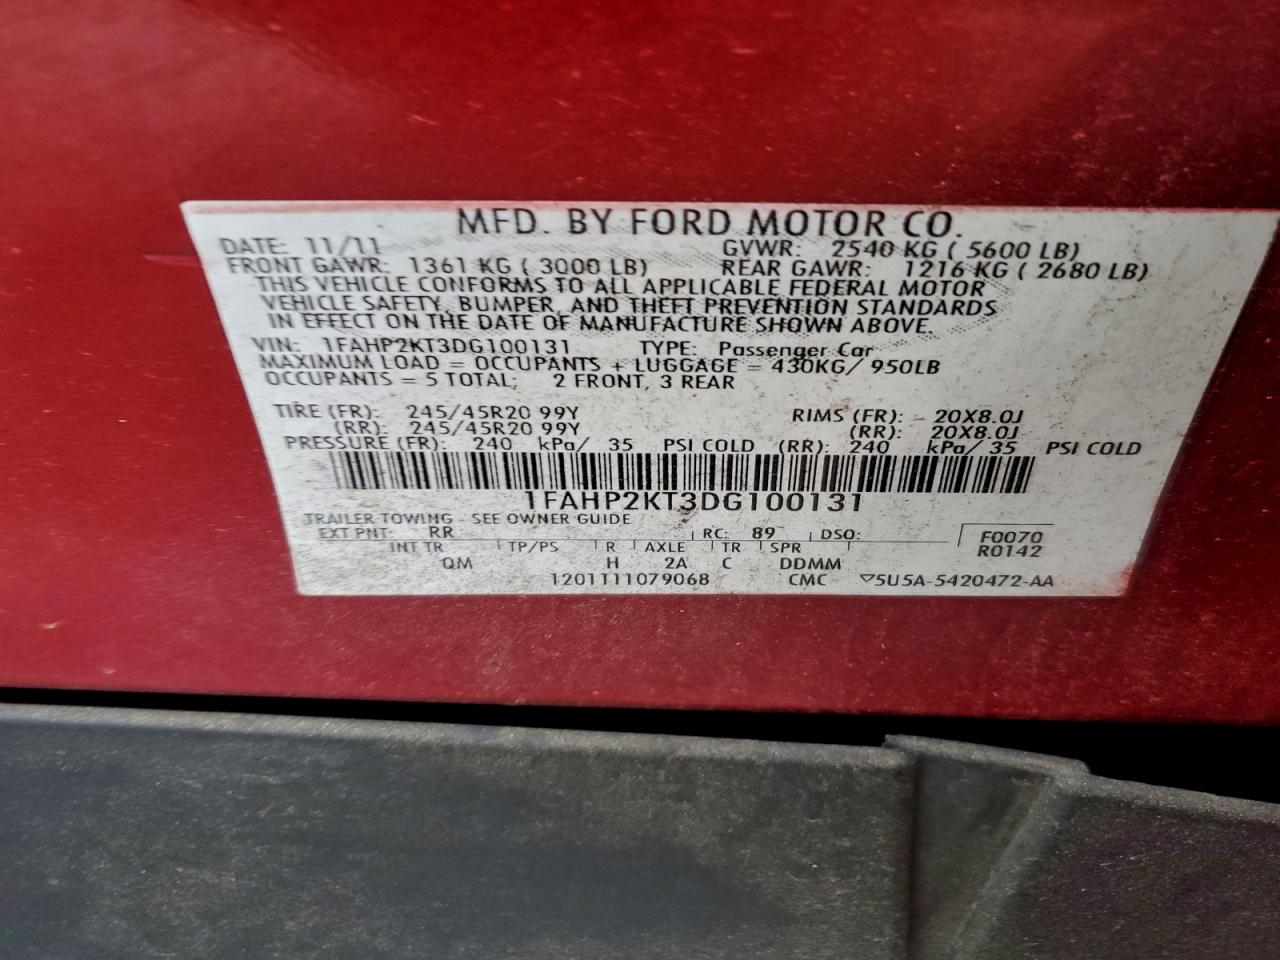 MFD. BY FORD MOTOR CO.
DATE: 11/11 GVWR: 2540 KG ( 5600 LB)
FRONT GAWR: 1361 KG ( 3000 LB) REAR GAWR: 1216 KG ( 2680 LB)
THIS VEHICLE CONFORMS TO ALL APPLICABLE FEDERAL MOTOR
VEHICLE SAFETY, BUMPER, AND THEFT PREVENTION STANDARDS
IN EFFECT ON THE DATE OF MANUFACTURE SHOWN ABOVE.
VIN: 1FAHP2KT3DG100131 TYPE: Passenger Car
MAXIMUM LOAD = OCCUPANTS + LUGGAGE = 430KG/ 950LB
OCCUPANTS = 5 TOTAL; 2 FRONT, 3 REAR
TIRE (FR): 245/45R20 99Y RIMS (FR): 20X8.0J
(RR): 245/45R20 99Y (RR): 20X8.0J
PRESSURE (FR): 240 kPa/ 35 PSI COLD (RR): 240 kPa/ 35 PSI COLD
1FAHP2KT3DG100131
TRAILER TOWING - SEE OWNER GUIDE
EXT PNT: RR RC: 89 DSO: F0070
INT TR TP/PS R AXLE TR SPR R0142
QM H 2A C DDMM
1201111079068 CMC ▽5U5A-5420472-AA